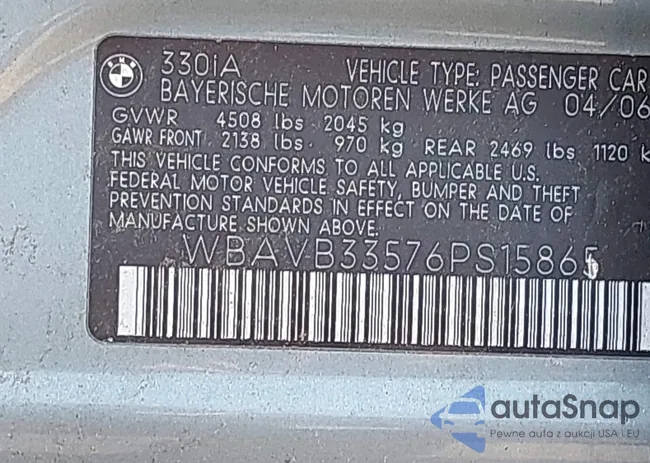 BMW
330iA
VEHICLE TYPE: PASSENGER CAR
BAYERISCHE MOTOREN WERKE AG 04/06
GVWR 4508 lbs 2045 kg
GAWR FRONT 2138 lbs 970 kg REAR 2469 lbs 1120 k
THIS VEHICLE CONFORMS TO ALL APPLICABLE U.S.
FEDERAL MOTOR VEHICLE SAFETY, BUMPER AND THEFT
PREVENTION STANDARDS IN EFFECT ON THE DATE OF
MANUFACTURE SHOWN ABOVE.
WBAVB33576PS15865
autaSnap
Pewne auta z aukcji USA i EU